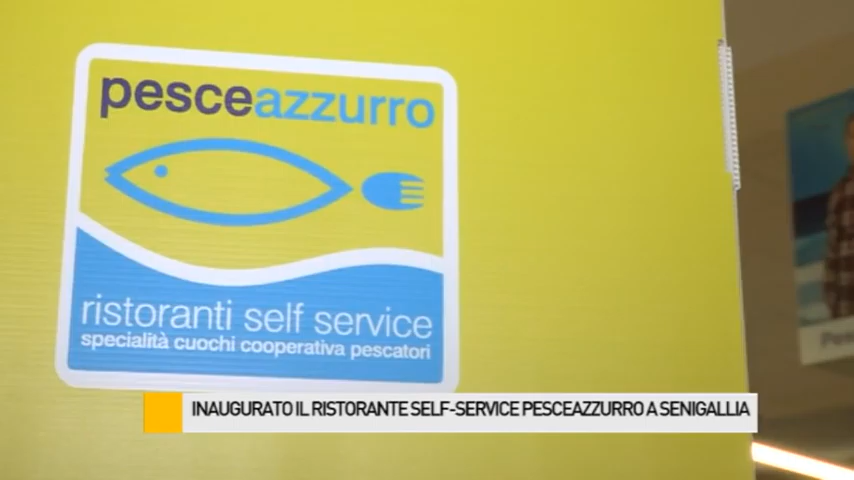 pesceazzurro
ristoranti self service
specialità cuochi cooperativa pescatori
INAUGURATO IL RISTORANTE SELF-SERVICE PESCEAZZURRO A SENIGALLIA